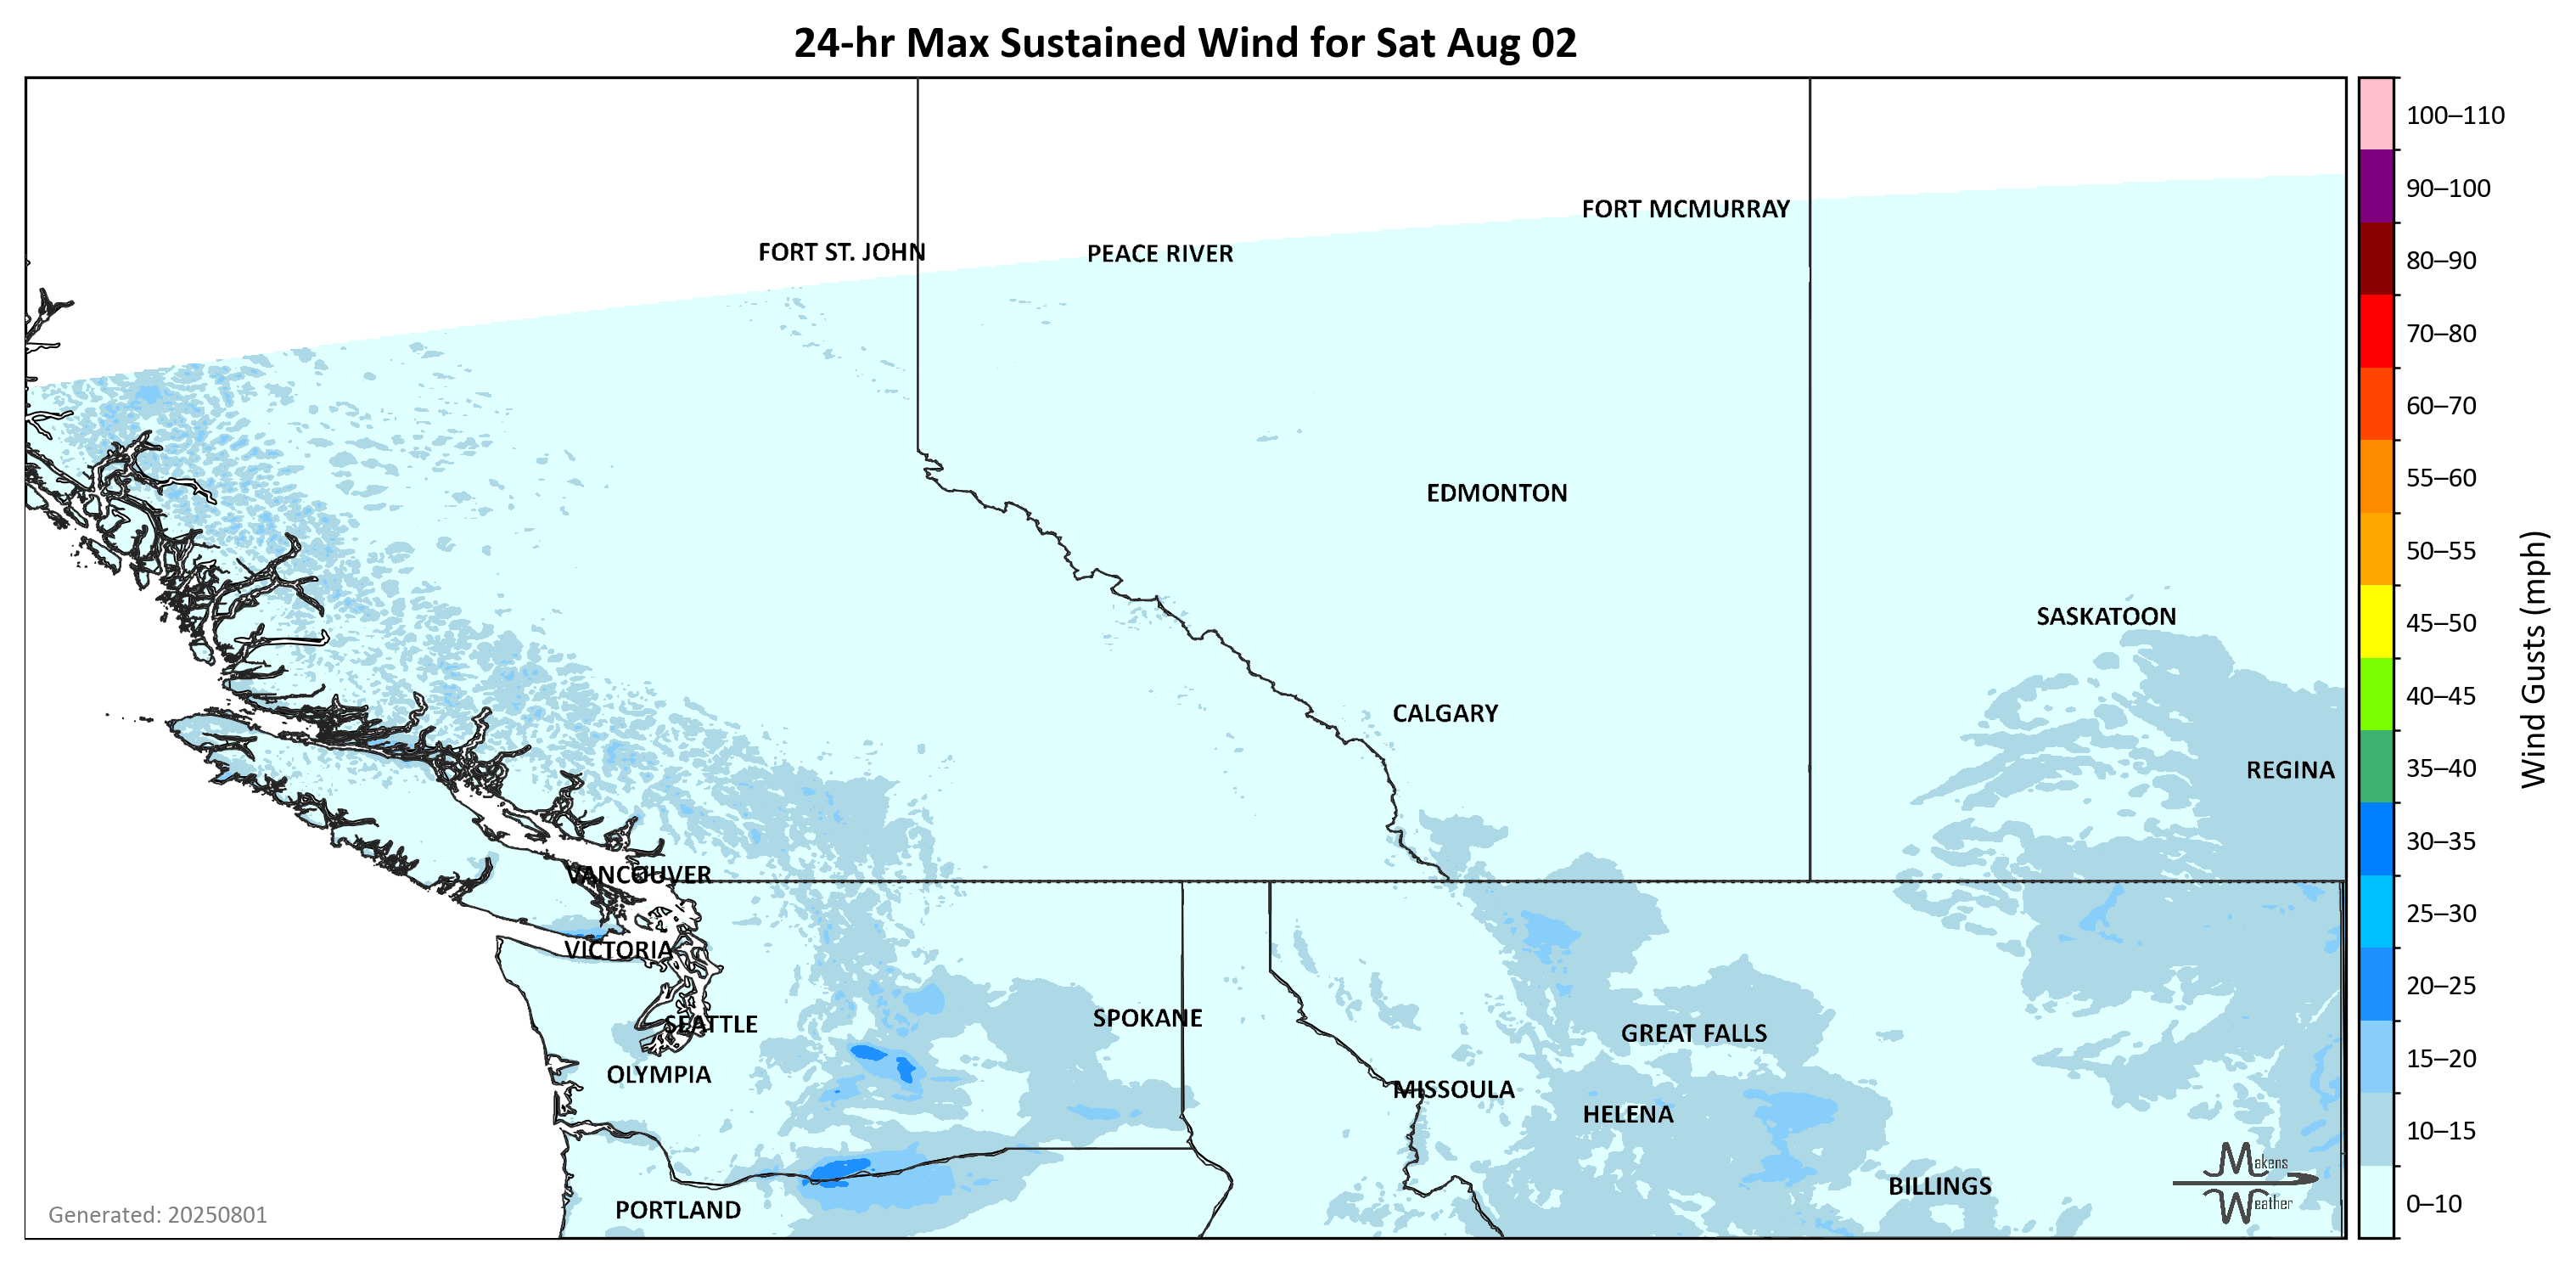 24-hr Max Sustained Wind for Sat Aug 02
FORT MCMURRAY
FORT ST. JOHN
PEACE RIVER
EDMONTON
SASKATOON
CALGARY
REGINA
VANCOUVER
VICTORIA
SEATTLE
SPOKANE
GREAT FALLS
OLYMPIA
MISSOULA
HELENA
BILLINGS
PORTLAND
Makens
Weather
Generated: 20250801
100–110
90–100
80–90
70–80
60–70
55–60
50–55
45–50
40–45
35–40
30–35
25–30
20–25
15–20
10–15
0–10
Wind Gusts (mph)